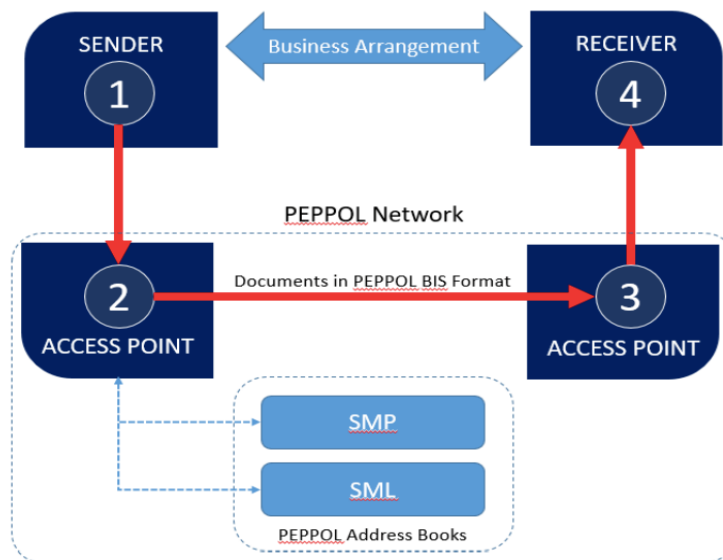 SENDER
Business Arrangement
RECEIVER
1
4
PEPPOL Network
2
Documents in PEPPOL BIS Format
3
ACCESS POINT
ACCESS POINT
SMP
SML
PEPPOL Address Books